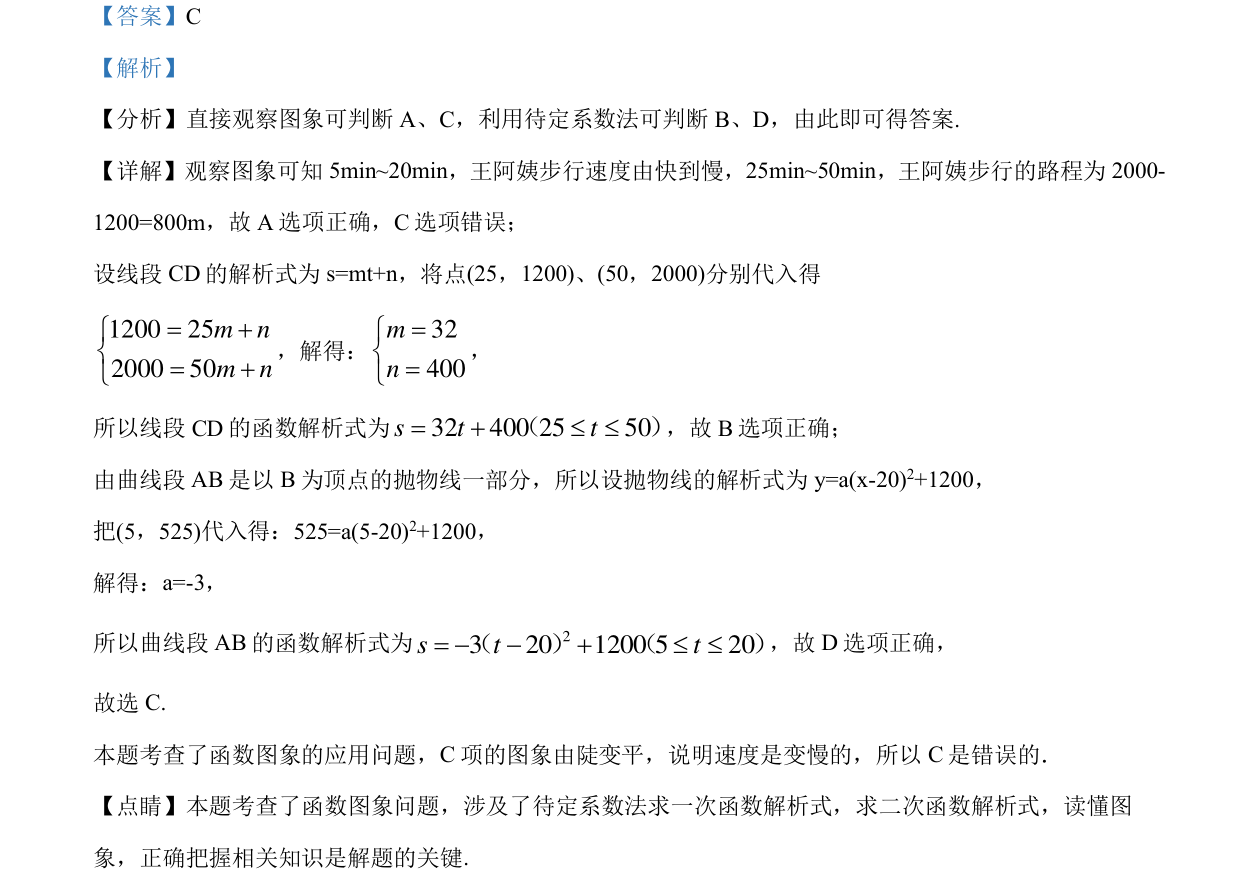 【答案】C
【解析】
【分析】直接观察图象可判断 A、C，利用待定系数法可判断 B、D，由此即可得答案.
【详解】观察图象可知 5min~20min，王阿姨步行速度由快到慢，25min~50min，王阿姨步行的路程为 2000-
1200=800m，故 A 选项正确，C 选项错误；
设线段 CD 的解析式为 s=mt+n，将点(25，1200)、(50，2000)分别代入得
{1200 = 25m + n
2000 = 50m + n，解得：{m = 32
n = 400，
所以线段 CD 的函数解析式为 s = 32t + 400(25 ≤ t ≤ 50)，故 B 选项正确；
由曲线段 AB 是以 B 为顶点的抛物线一部分，所以设抛物线的解析式为 y=a(x-20)²+1200，
把(5，525)代入得：525=a(5-20)²+1200，
解得：a=-3，
所以曲线段 AB 的函数解析式为 s = −3(t − 20)² +1200(5 ≤ t ≤ 20)，故 D 选项正确，
故选 C.
本题考查了函数图象的应用问题，C 项的图象由陡变平，说明速度是变慢的，所以 C 是错误的．
【点睛】本题考查了函数图象问题，涉及了待定系数法求一次函数解析式，求二次函数解析式，读懂图
象，正确把握相关知识是解题的关键.